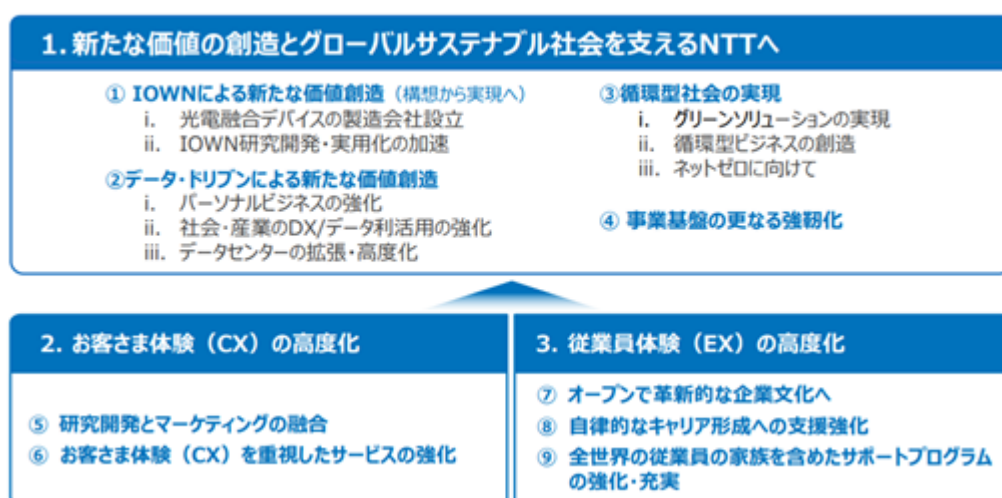 1. 新たな価値の創造とグローバルサステナブル社会を支えるNTTへ
① IOWNによる新たな価値創造（構想から実現へ）
i. 光電融合デバイスの製造会社設立
ii. IOWN研究開発・実用化の加速
②データ・ドリブンによる新たな価値創造
i. パーソナルビジネスの強化
ii. 社会・産業のDX/データ利活用の強化
iii. データセンターの拡張・高度化
③循環型社会の実現
i. グリーンソリューションの実現
ii. 循環型ビジネスの創造
iii. ネットゼロに向けて
④ 事業基盤の更なる強靭化
2. お客さま体験（CX）の高度化
⑤ 研究開発とマーケティングの融合
⑥ お客さま体験（CX）を重視したサービスの強化
3. 従業員体験（EX）の高度化
⑦ オープンで革新的な企業文化へ
⑧ 自律的なキャリア形成への支援強化
⑨ 全世界の従業員の家族を含めたサポートプログラム
の強化・充実